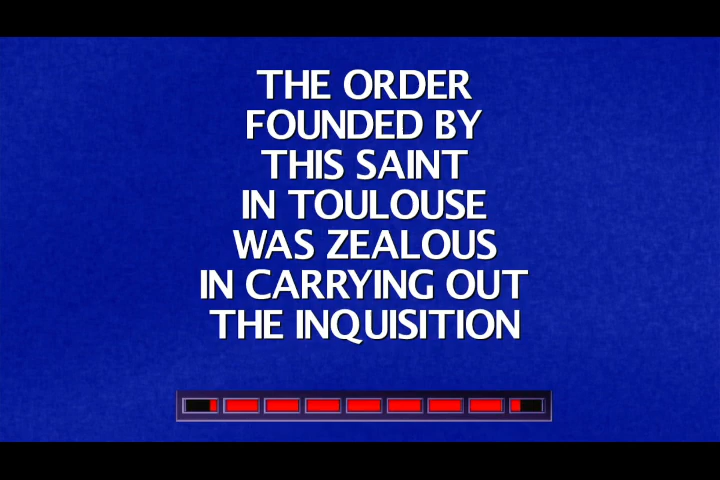 THE ORDER
FOUNDED BY
THIS SAINT
IN TOULOUSE
WAS ZEALOUS
IN CARRYING OUT
THE INQUISITION